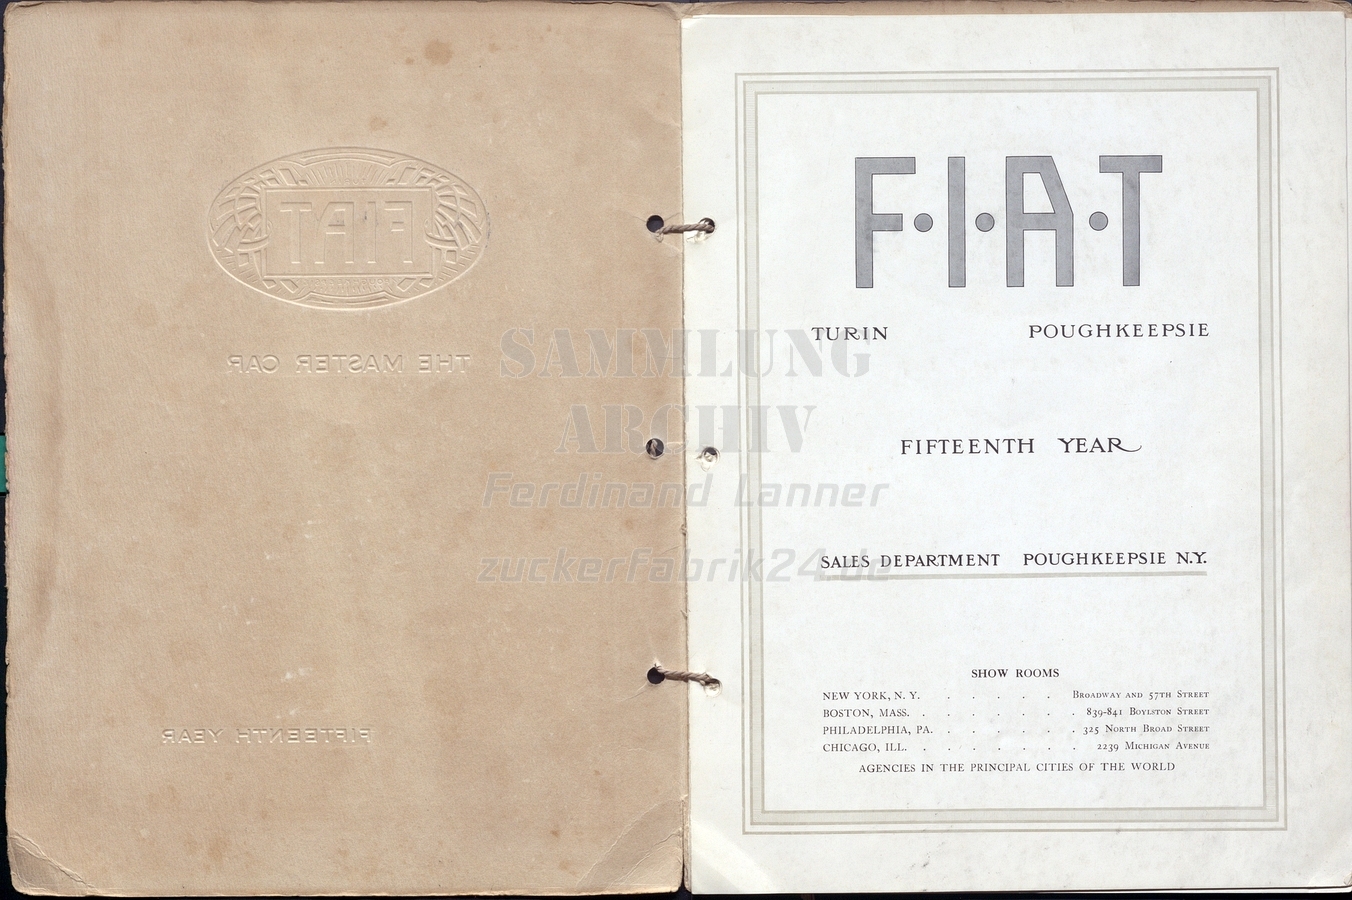 FIAT
THE MASTER CAR
FIFTEENTH YEAR
F·I·A·T
TURIN POUGHKEEPSIE
FIFTEENTH YEAR
SALES DEPARTMENT POUGHKEEPSIE N.Y.
SHOW ROOMS
NEW YORK, N. Y. . . . . . Broadway and 57th Street
BOSTON, MASS. . . . . . . . 839-841 Boylston Street
PHILADELPHIA, PA. . . . . . . 325 North Broad Street
CHICAGO, ILL. . . . . . . . 2239 Michigan Avenue
AGENCIES IN THE PRINCIPAL CITIES OF THE WORLD
SAMMLUNG
ARCHIV
Ferdinand Lanner
zuckerfabrik24.de